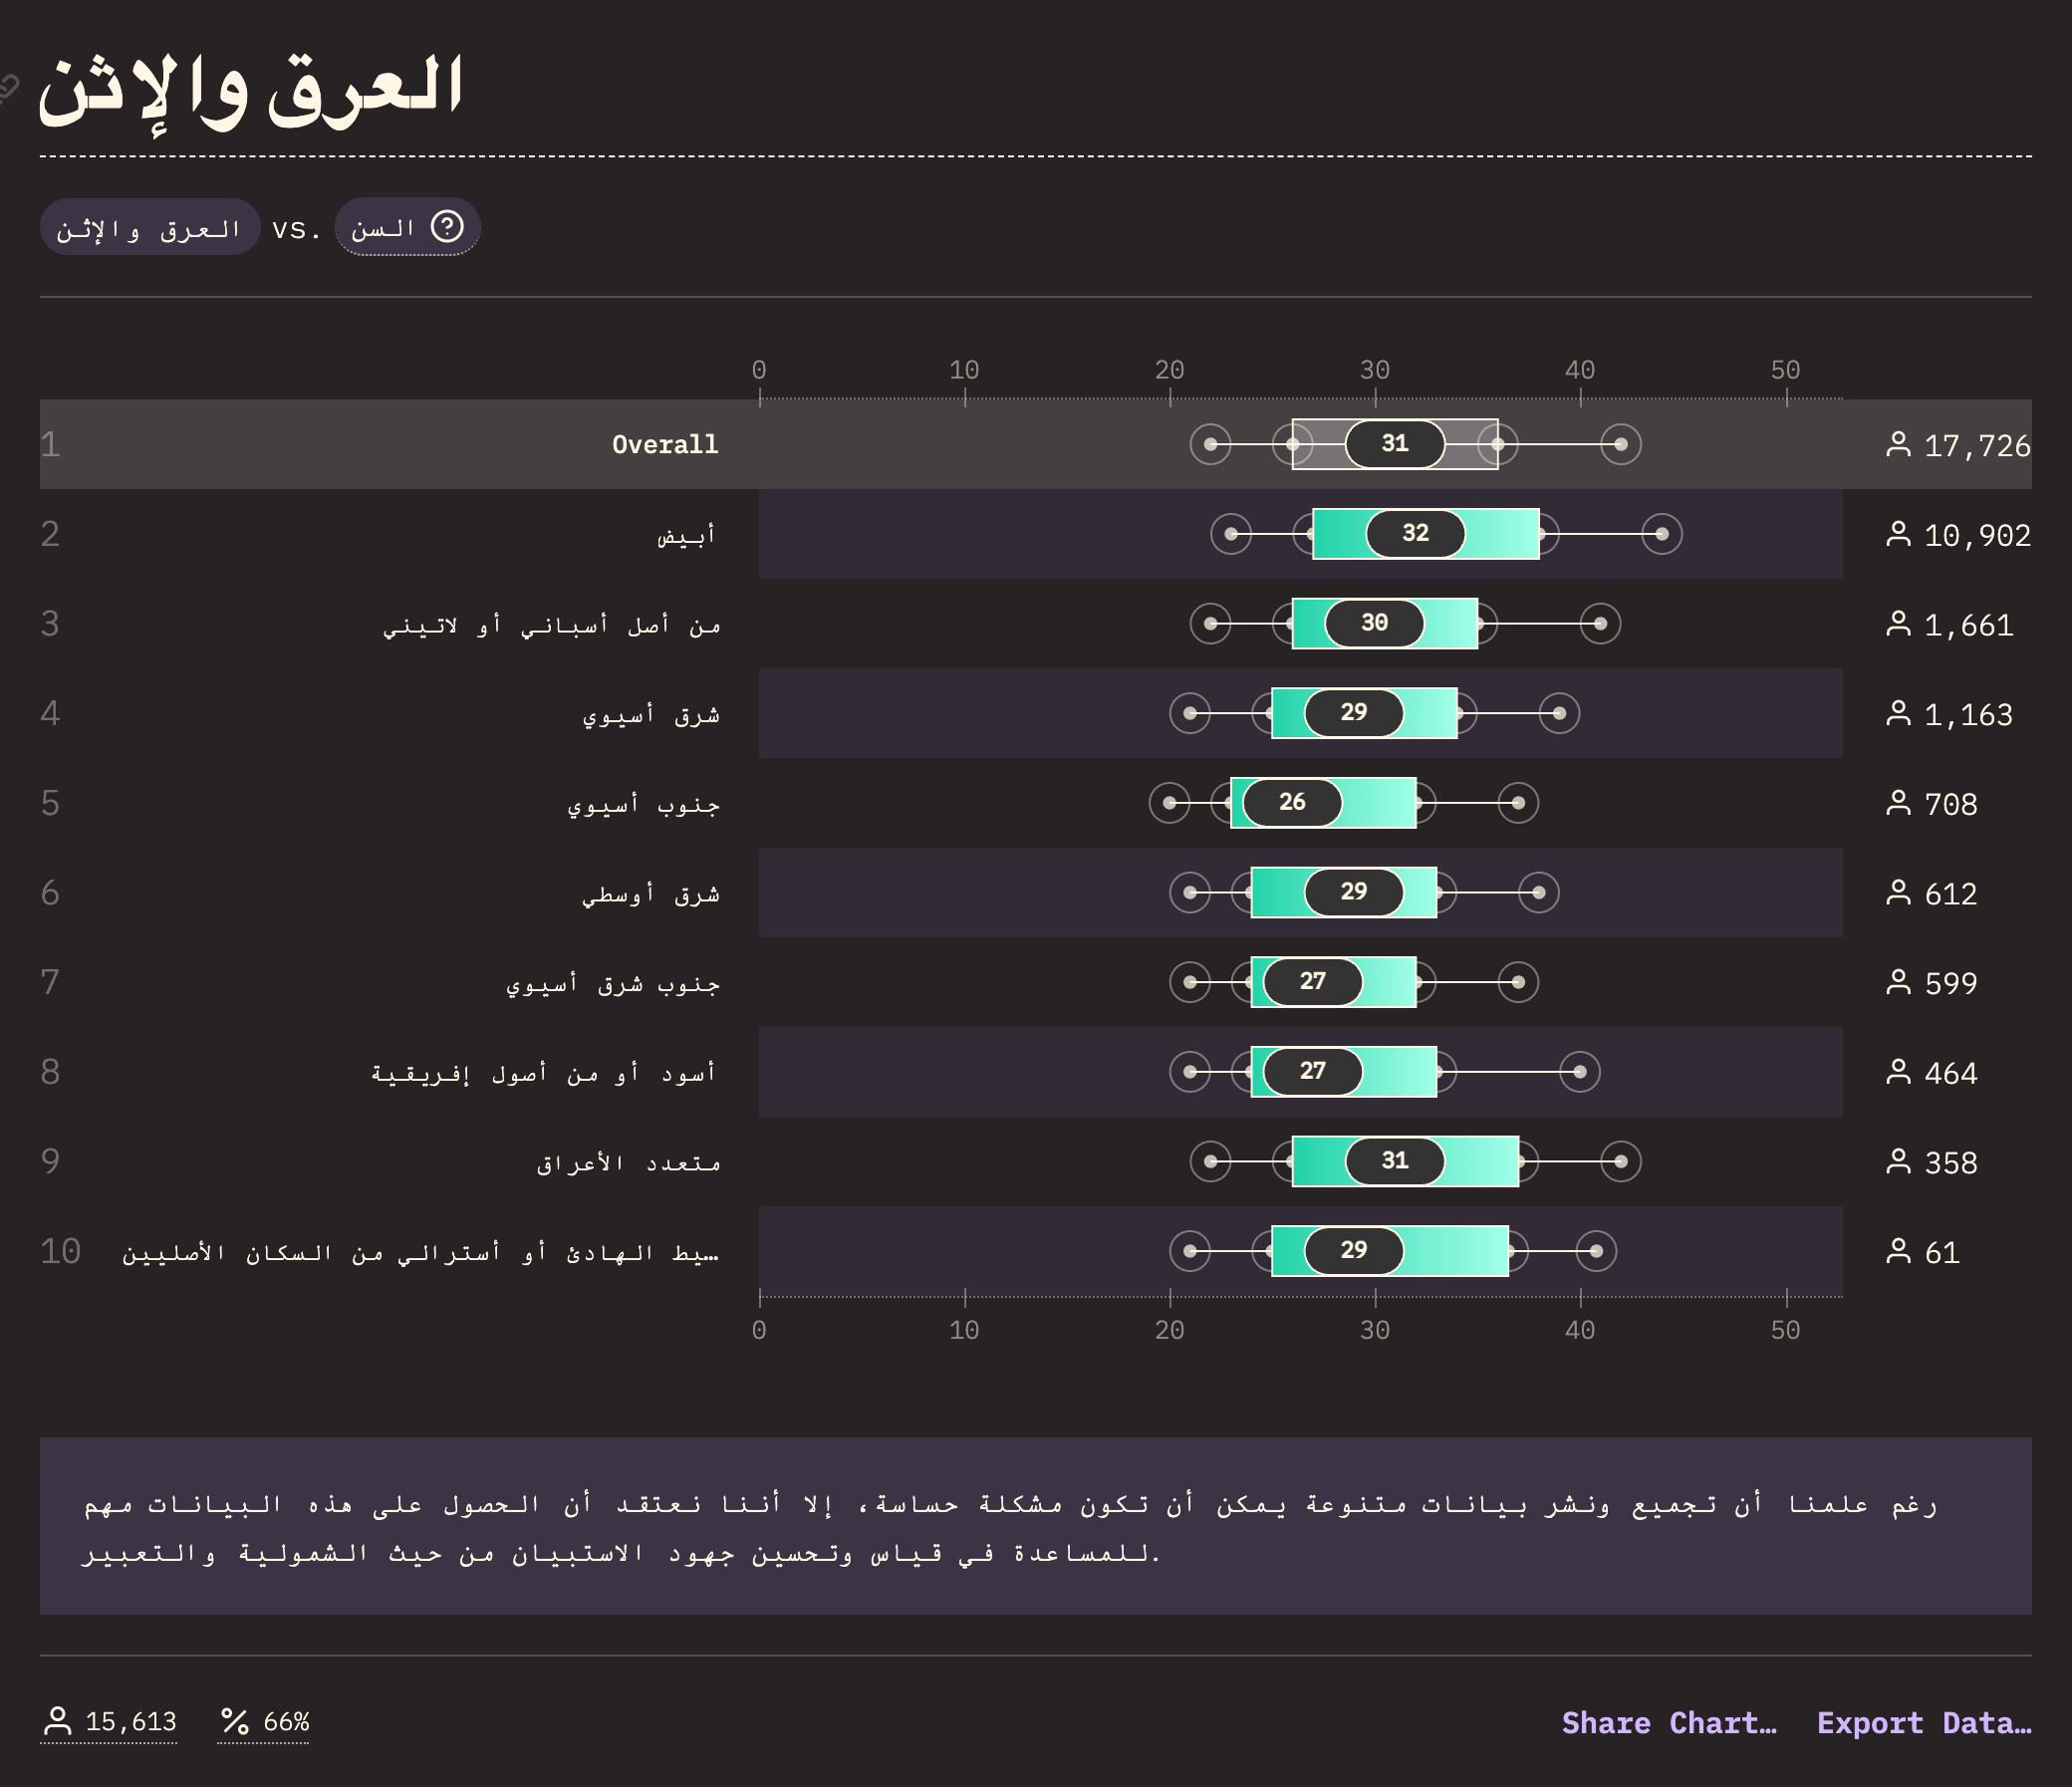 العرق والإثن
العرق والإثن vs. السن
0 10 20 30 40 50
1 Overall 31 17,726
2 أبيض 32 10,902
3 من أصل أسباني أو لاتيني 30 1,661
4 شرق أسيوي 29 1,163
5 جنوب أسيوي 26 708
6 شرق أوسطي 29 612
7 جنوب شرق أسيوي 27 599
8 أسود أو من أصول إفريقية 27 464
9 متعدد الأعراق 31 358
10 …يط الهادئ أو أسترالي من السكان الأصليين 29 61
0 10 20 30 40 50
رغم علمنا أن تجميع ونشر بيانات متنوعة يمكن أن تكون مشكلة حساسة، إلا أننا نعتقد أن الحصول على هذه البيانات مهم
للمساعدة في قياس وتحسين جهود الاستبيان من حيث الشمولية والتعبير.
15,613 66% Share Chart… Export Data…